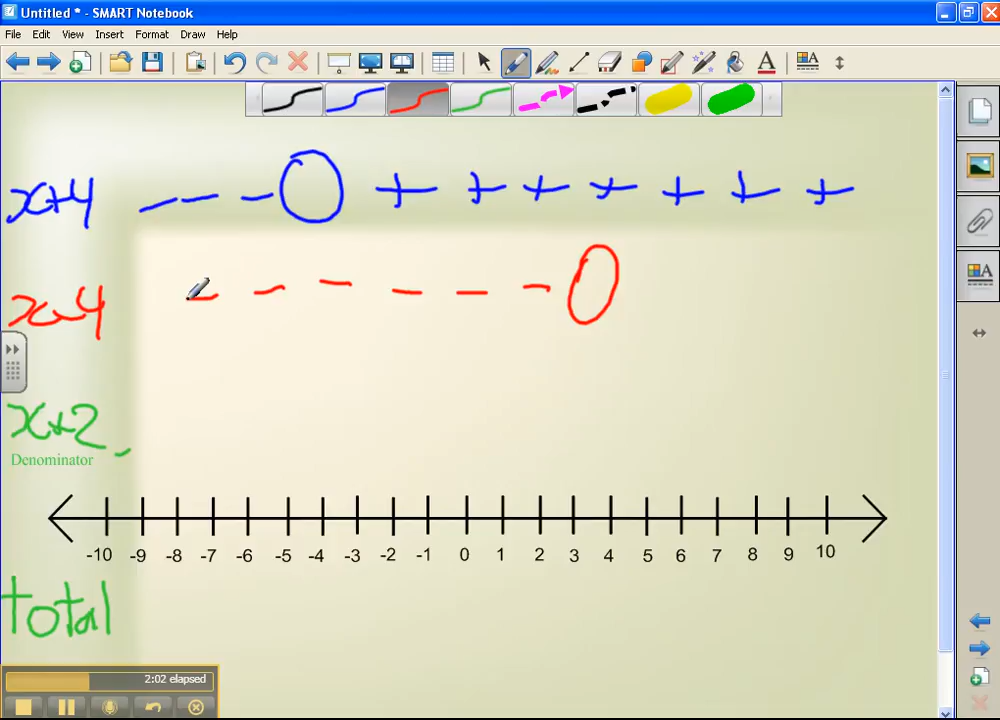 Untitled * - SMART Notebook
File Edit View Insert Format Draw Help
x+4 - - - 0 + + + + + + +
x-4 - - - - - - 0
x+2
Denominator
-10 -9 -8 -7 -6 -5 -4 -3 -2 -1 0 1 2 3 4 5 6 7 8 9 10
total
2:02 elapsed